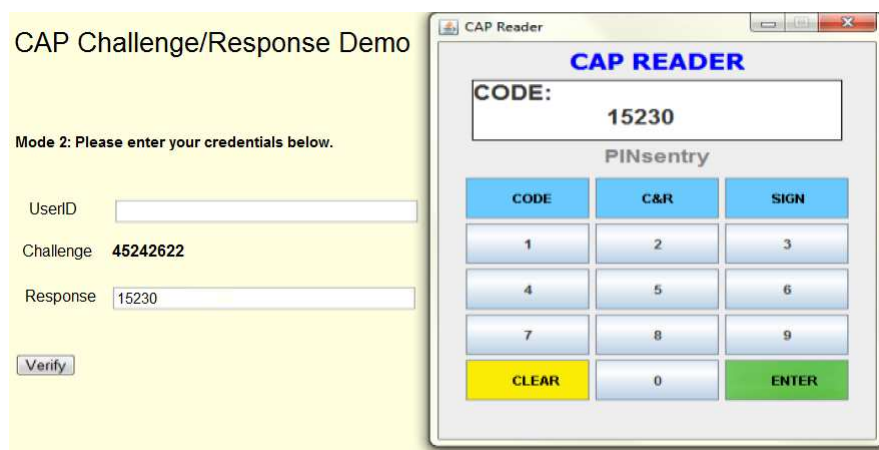 CAP Challenge/Response Demo
Mode 2: Please enter your credentials below.
UserID
Challenge 45242622
Response 15230
Verify
CAP Reader
CAP READER
CODE:
15230
PINsentry
CODE C&R SIGN
1 2 3
4 5 6
7 8 9
CLEAR 0 ENTER